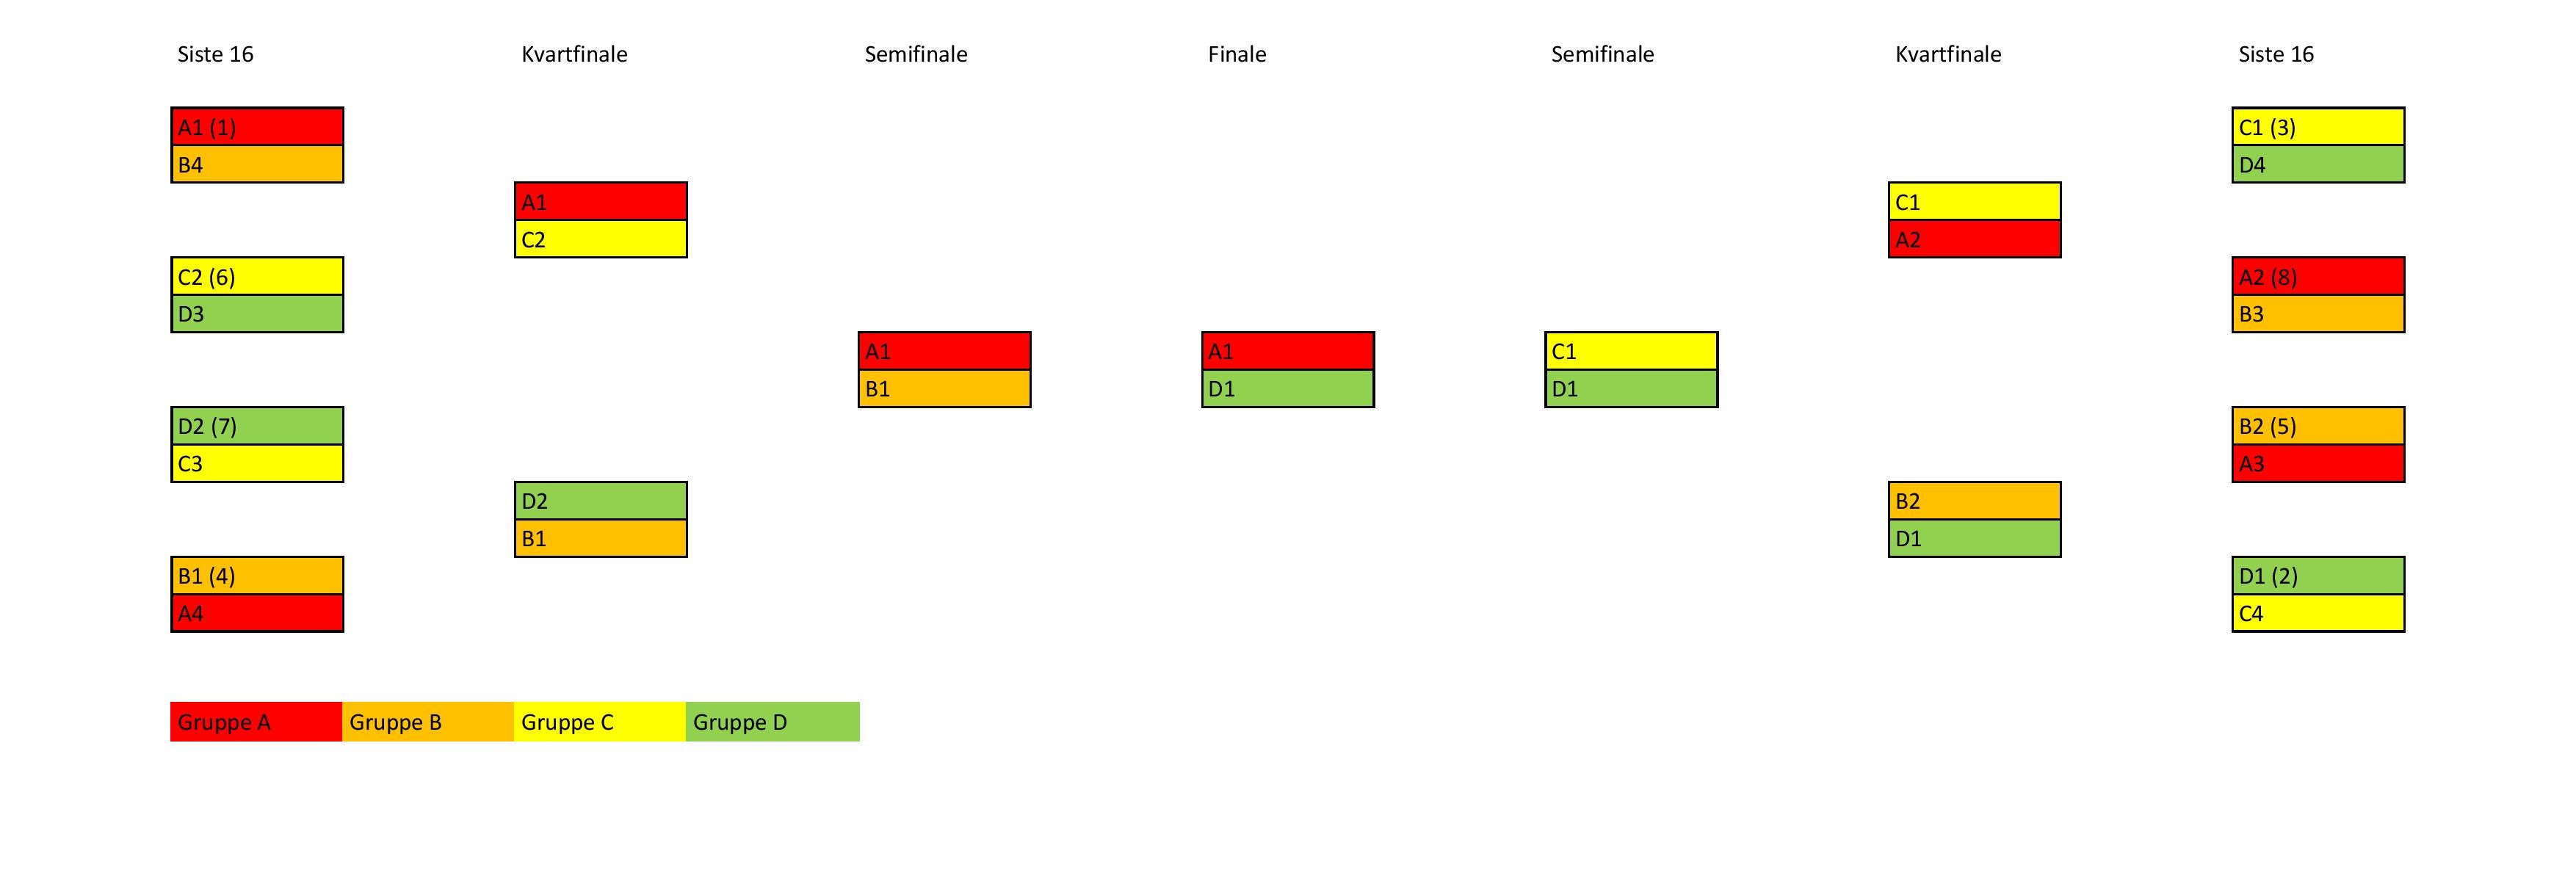 Siste 16
Kvartfinale
Semifinale
Finale
Semifinale
Kvartfinale
Siste 16
A1 (1)
B4
C1 (3)
D4
A1
C2
C1
A2
C2 (6)
D3
A2 (8)
B3
A1
B1
A1
D1
C1
D1
D2 (7)
C3
B2 (5)
A3
D2
B1
B2
D1
B1 (4)
A4
D1 (2)
C4
Gruppe A
Gruppe B
Gruppe C
Gruppe D